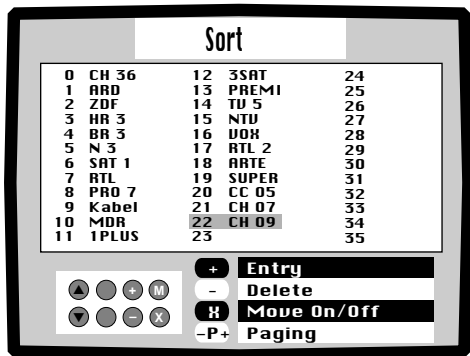 Sort
0 CH 36 12 3SAT 24
1 ARD 13 PREMI 25
2 ZDF 14 TV 5 26
3 HR 3 15 NTV 27
4 BR 3 16 VOX 28
5 N 3 17 RTL 2 29
6 SAT 1 18 ARTE 30
7 RTL 19 SUPER 31
8 PRO 7 20 CC 05 32
9 Kabel 21 CH 07 33
10 MDR 22 CH 09 34
11 1PLUS 23 35
+ Entry
- Delete
X Move On/Off
-P+ Paging
+ M
- X